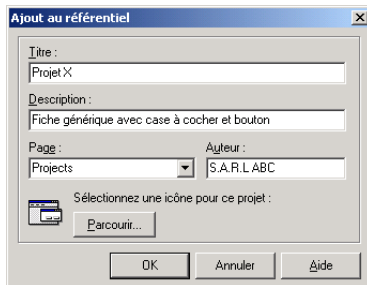 Ajout au référentiel
Titre :
Projet X
Description :
Fiche générique avec case à cocher et bouton
Page : Auteur :
Projects S.A.R.L ABC
Sélectionnez une icône pour ce projet :
Parcourir...
OK Annuler Aide